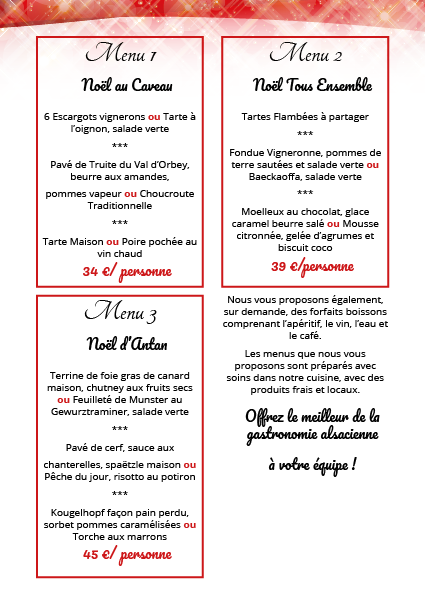 Menu 1
Noël au Caveau
6 Escargots vignerons ou Tarte à
l'oignon, salade verte
***
Pavé de Truite du Val d'Orbey,
beurre aux amandes,
pommes vapeur ou Choucroute
Traditionnelle
***
Tarte Maison ou Poire pochée au
vin chaud
34 €/ personne
Menu 2
Noël Tous Ensemble
Tartes Flambées à partager
***
Fondue Vigneronne, pommes de
terre sautées et salade verte ou
Baeckaoffa, salade verte
***
Moelleux au chocolat, glace
caramel beurre salé ou Mousse
citronnée, gelée d'agrumes et
biscuit coco
39 €/personne
Menu 3
Noël d'Antan
Terrine de foie gras de canard
maison, chutney aux fruits secs
ou Feuilleté de Munster au
Gewurztraminer, salade verte
***
Pavé de cerf, sauce aux
chanterelles, spaëtzle maison ou
Pêche du jour, risotto au potiron
***
Kougelhopf façon pain perdu,
sorbet pommes caramélisées ou
Torche aux marrons
45 €/ personne
Nous vous proposons également,
sur demande, des forfaits boissons
comprenant l'apéritif, le vin, l'eau et
le café.
Les menus que nous vous
proposons sont préparés avec
soins dans notre cuisine, avec des
produits frais et locaux.
Offrez le meilleur de la
gastronomie alsacienne
à votre équipe !